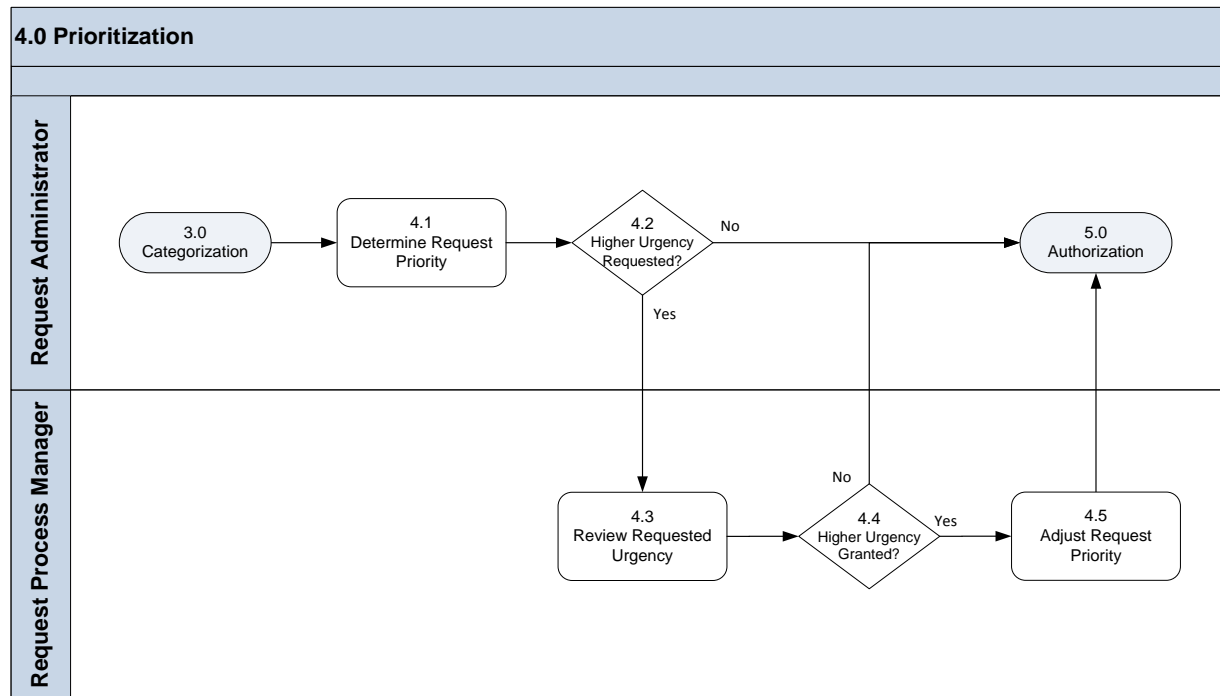 4.0 Prioritization
Request Administrator
3.0
Categorization
4.1
Determine Request
Priority
4.2
Higher Urgency
Requested?
No
Yes
5.0
Authorization
Request Process Manager
4.3
Review Requested
Urgency
No
4.4
Higher Urgency
Granted?
Yes
4.5
Adjust Request
Priority